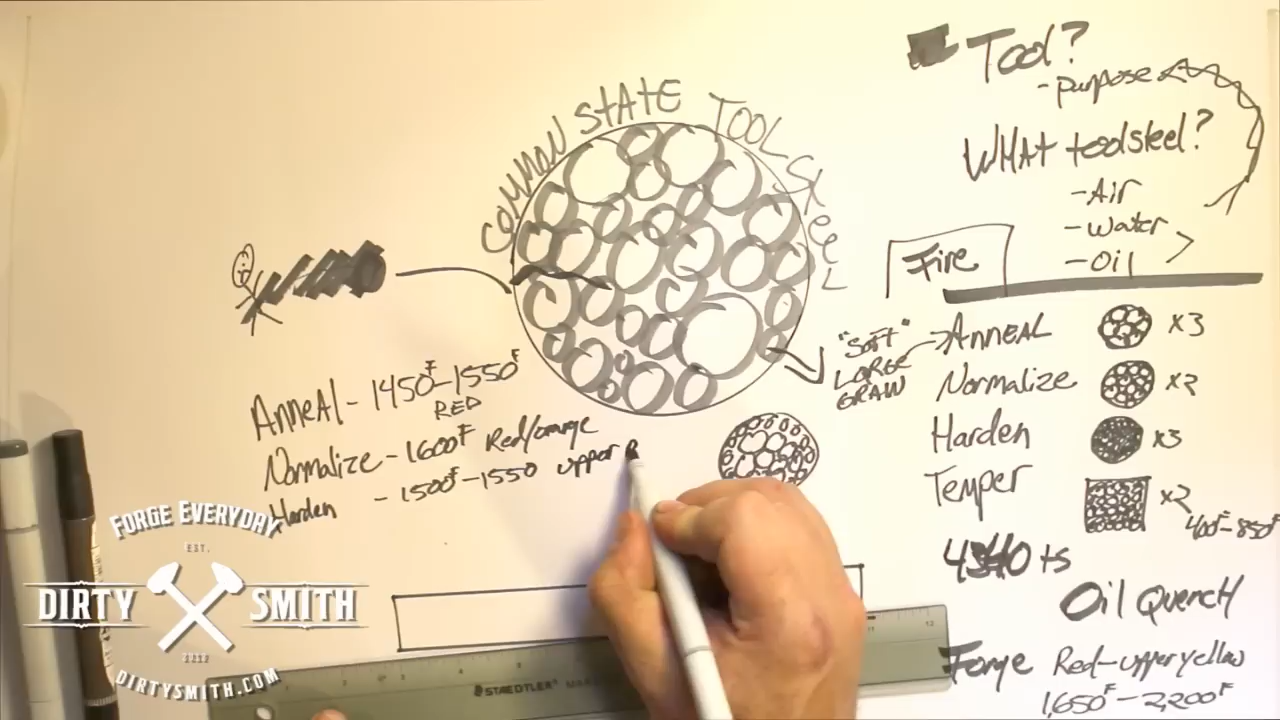 COMMON STATE TOOL STEEL
Tool?
-purpose
WHAT toolsteel?
-Air
-Water
-Oil
Fire
"SOFT"
LARGE
GRAIN
ANNEAL x3
Normalize x2
Harden x3
Temper x2
400°F-850°F
4340 ts
Oil QuencH
Forge Red-upper yellow
1,650°F-2,200°F
Anneal - 1450°F-1550°F
RED
Normalize - 1600°F Red/orange
Harden - 1500°F-1550 upper R
FORGE EVERYDAY
EST.
DIRTY SMITH
DIRTYSMITH.COM
STAEDTLER
11 12